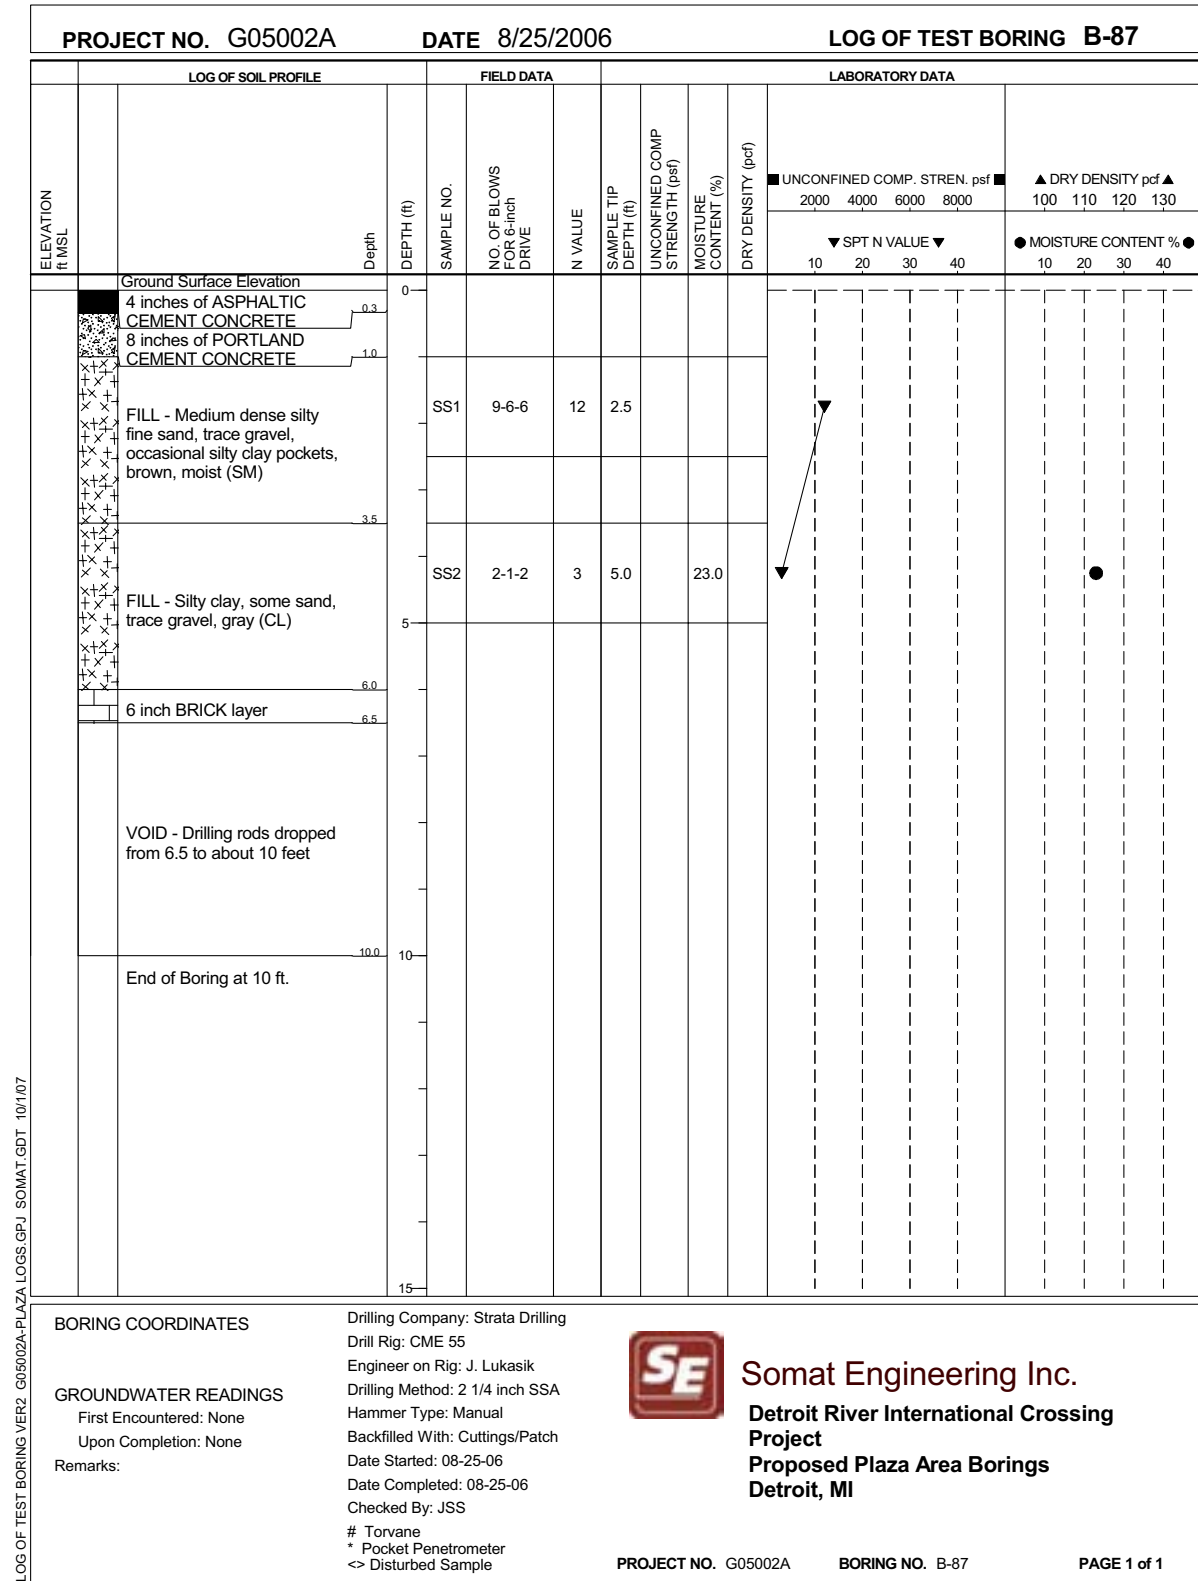 PROJECT NO. G05002A DATE 8/25/2006 LOG OF TEST BORING B-87
LOG OF SOIL PROFILE FIELD DATA LABORATORY DATA
ELEVATION
ft MSL
Depth
DEPTH (ft)
SAMPLE NO.
NO. OF BLOWS
FOR 6-inch
DRIVE
N VALUE
SAMPLE TIP
DEPTH (ft)
UNCONFINED COMP
STRENGTH (psf)
MOISTURE
CONTENT (%)
DRY DENSITY (pcf)
■ UNCONFINED COMP. STREN. psf ■
2000 4000 6000 8000
▼ SPT N VALUE ▼
10 20 30 40
▲ DRY DENSITY pcf ▲
100 110 120 130
● MOISTURE CONTENT % ●
10 20 30 40
Ground Surface Elevation
0
4 inches of ASPHALTIC
CEMENT CONCRETE
0.3
8 inches of PORTLAND
CEMENT CONCRETE
1.0
FILL - Medium dense silty
fine sand, trace gravel,
occasional silty clay pockets,
brown, moist (SM)
SS1 9-6-6 12 2.5
3.5
SS2 2-1-2 3 5.0 23.0
FILL - Silty clay, some sand,
trace gravel, gray (CL)
5
6.0
6 inch BRICK layer
6.5
VOID - Drilling rods dropped
from 6.5 to about 10 feet
10.0
10
End of Boring at 10 ft.
15
LOG OF TEST BORING VER2 G05002A-PLAZA LOGS.GPJ SOMAT.GDT 10/1/07
BORING COORDINATES
GROUNDWATER READINGS
First Encountered: None
Upon Completion: None
Remarks:
Drilling Company: Strata Drilling
Drill Rig: CME 55
Engineer on Rig: J. Lukasik
Drilling Method: 2 1/4 inch SSA
Hammer Type: Manual
Backfilled With: Cuttings/Patch
Date Started: 08-25-06
Date Completed: 08-25-06
Checked By: JSS
# Torvane
* Pocket Penetrometer
<> Disturbed Sample
SE
Somat Engineering Inc.
Detroit River International Crossing
Project
Proposed Plaza Area Borings
Detroit, MI
PROJECT NO. G05002A BORING NO. B-87 PAGE 1 of 1